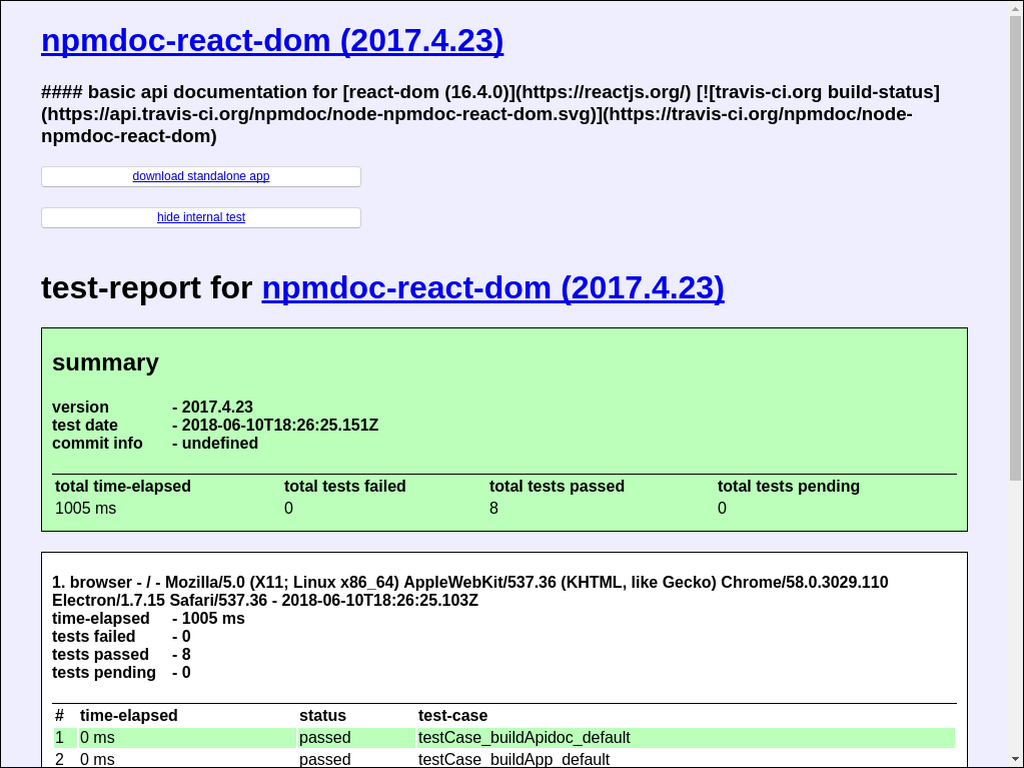 npmdoc-react-dom (2017.4.23)
#### basic api documentation for [react-dom (16.4.0)](https://reactjs.org/) [![travis-ci.org build-status]
(https://api.travis-ci.org/npmdoc/node-npmdoc-react-dom.svg)](https://travis-ci.org/npmdoc/node-
npmdoc-react-dom)
download standalone app
hide internal test
test-report for npmdoc-react-dom (2017.4.23)
summary
version - 2017.4.23
test date - 2018-06-10T18:26:25.151Z
commit info - undefined
total time-elapsed total tests failed total tests passed total tests pending
1005 ms 0 8 0
1. browser - / - Mozilla/5.0 (X11; Linux x86_64) AppleWebKit/537.36 (KHTML, like Gecko) Chrome/58.0.3029.110
Electron/1.7.15 Safari/537.36 - 2018-06-10T18:26:25.103Z
time-elapsed - 1005 ms
tests failed - 0
tests passed - 8
tests pending - 0
# time-elapsed status test-case
1 0 ms passed testCase_buildApidoc_default
2 0 ms passed testCase_buildApp_default